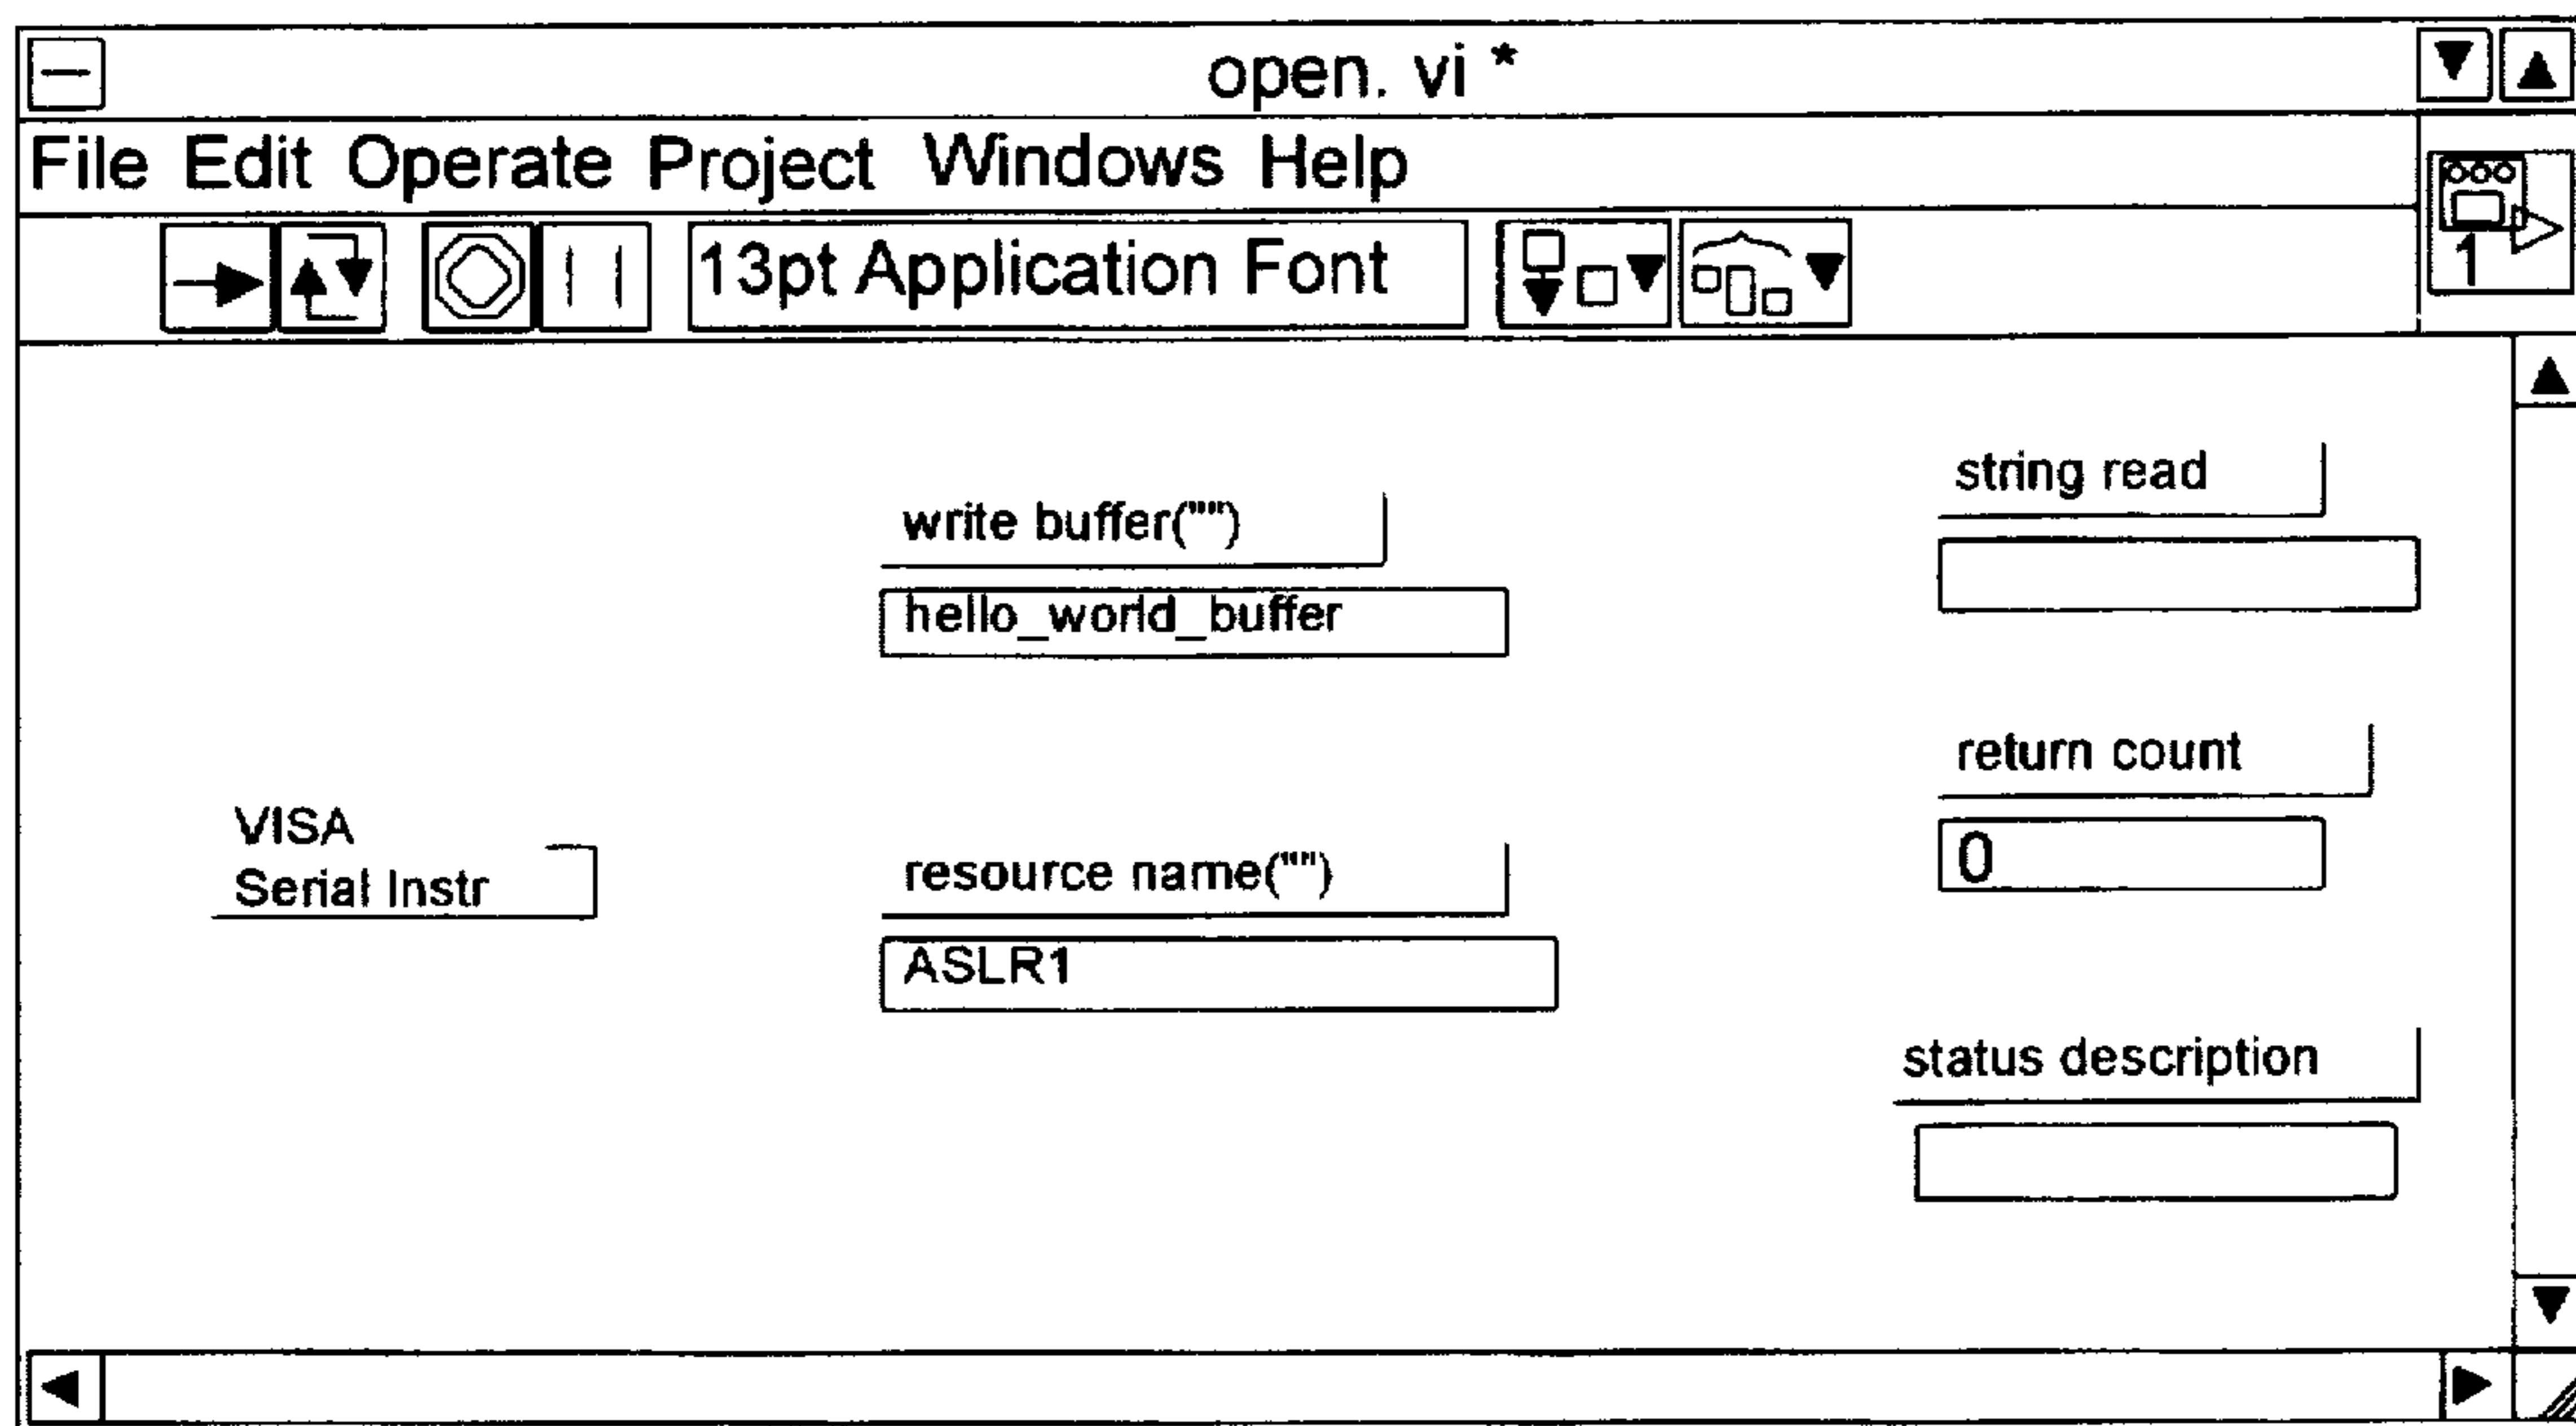 open. vi *
File Edit Operate Project Windows Help
13pt Application Font
1
string read
write buffer("")
hello_world_buffer
return count
0
VISA
Serial Instr
resource name("")
ASLR1
status description